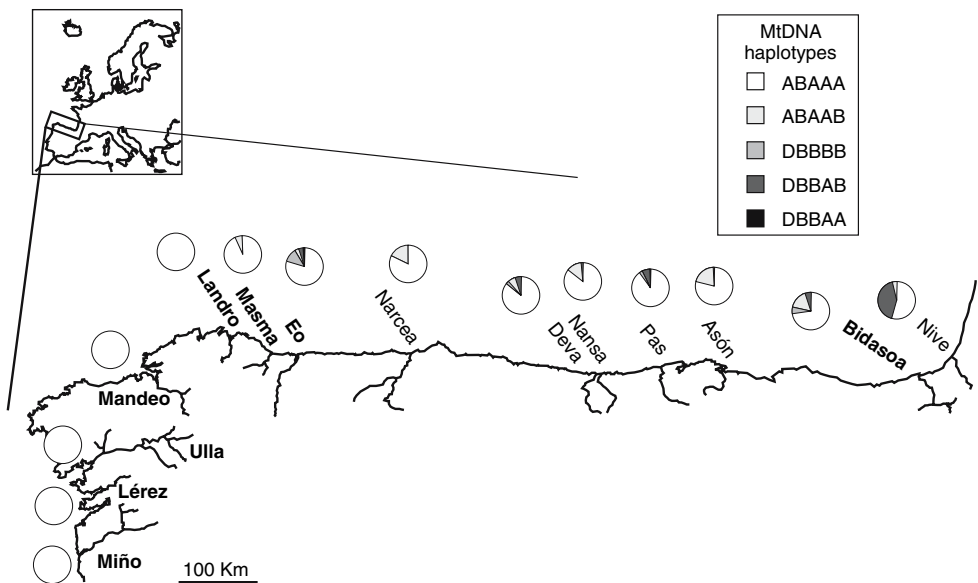 MtDNA
haplotypes
ABAAA
ABAAB
DBBBB
DBBAB
DBBAA
Landro
Masma
Eo
Narcea
Deva
Nansa
Pas
Asón
Bidasoa
Nive
Mandeo
Ulla
Lérez
Miño
100 Km